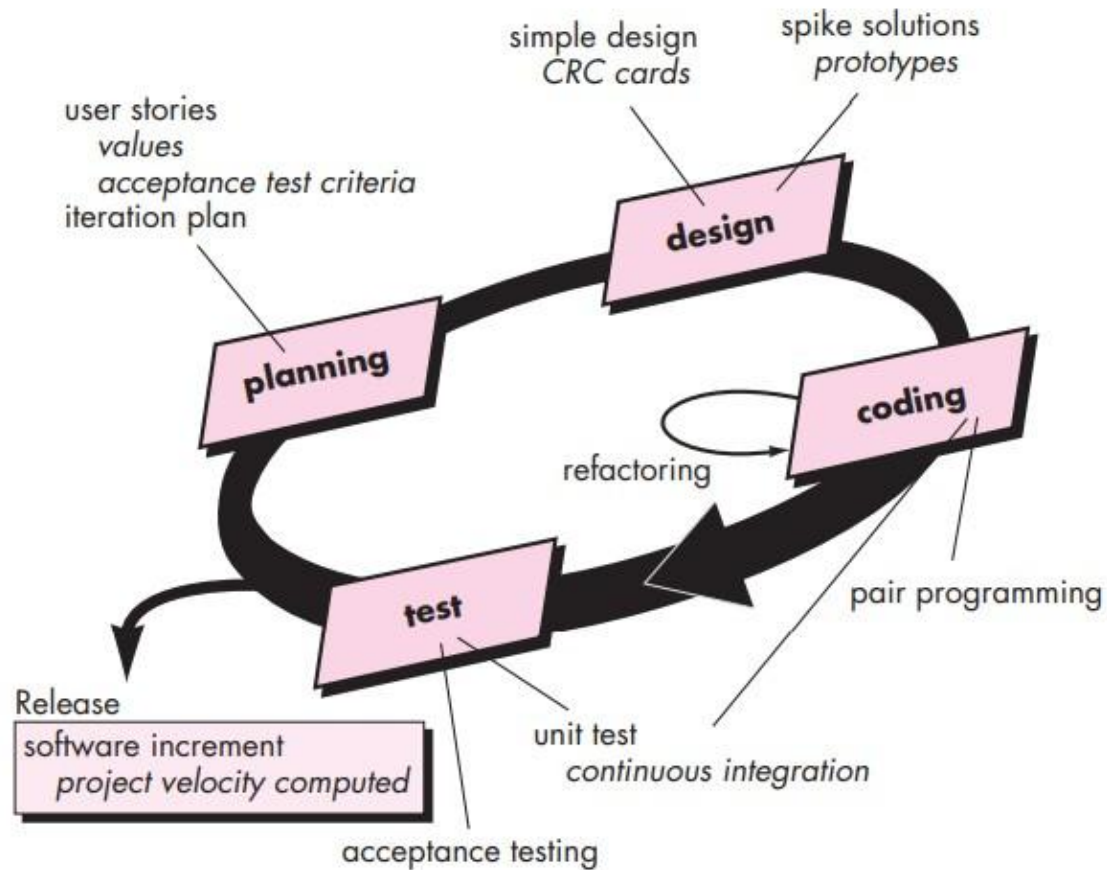 spike solutions
prototypes
simple design
CRC cards
user stories
values
acceptance test criteria
iteration plan
design
planning
coding
refactoring
test
pair programming
Release
software increment
project velocity computed
unit test
continuous integration
acceptance testing